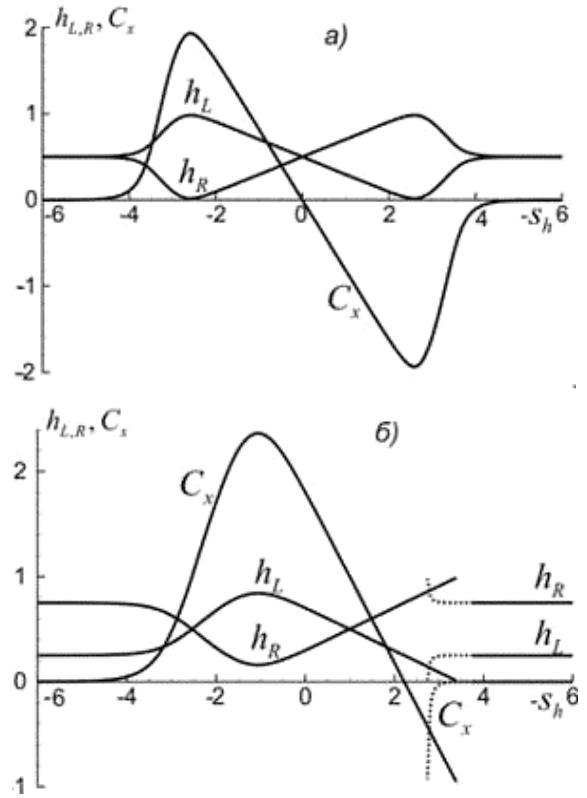 h_{L,R}, C_x
а)
2
h_L
1
h_R
0
-6 -4 -2 0 2 4 6
-s_h
-1
C_x
-2
h_{L,R}, C_x
б)
2
C_x
1
h_L
h_R
h_R
h_L
0
-6 -4 -2 0 2 4 6
C_x
-s_h
-1